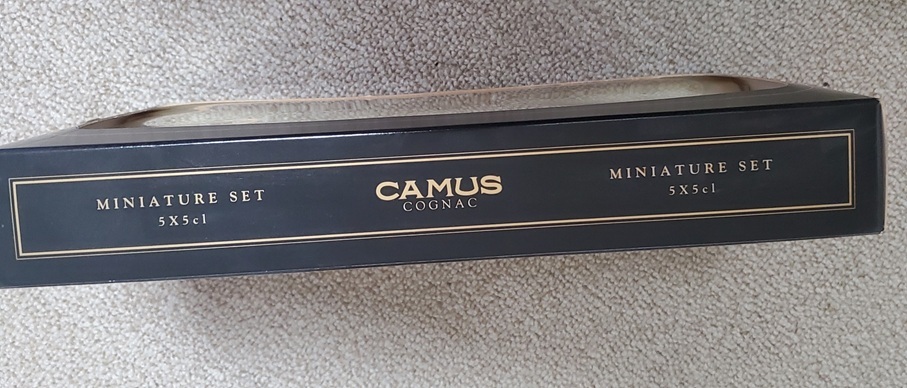 MINIATURE SET
5X5cl
CAMUS
COGNAC
MINIATURE SET
5X5cl